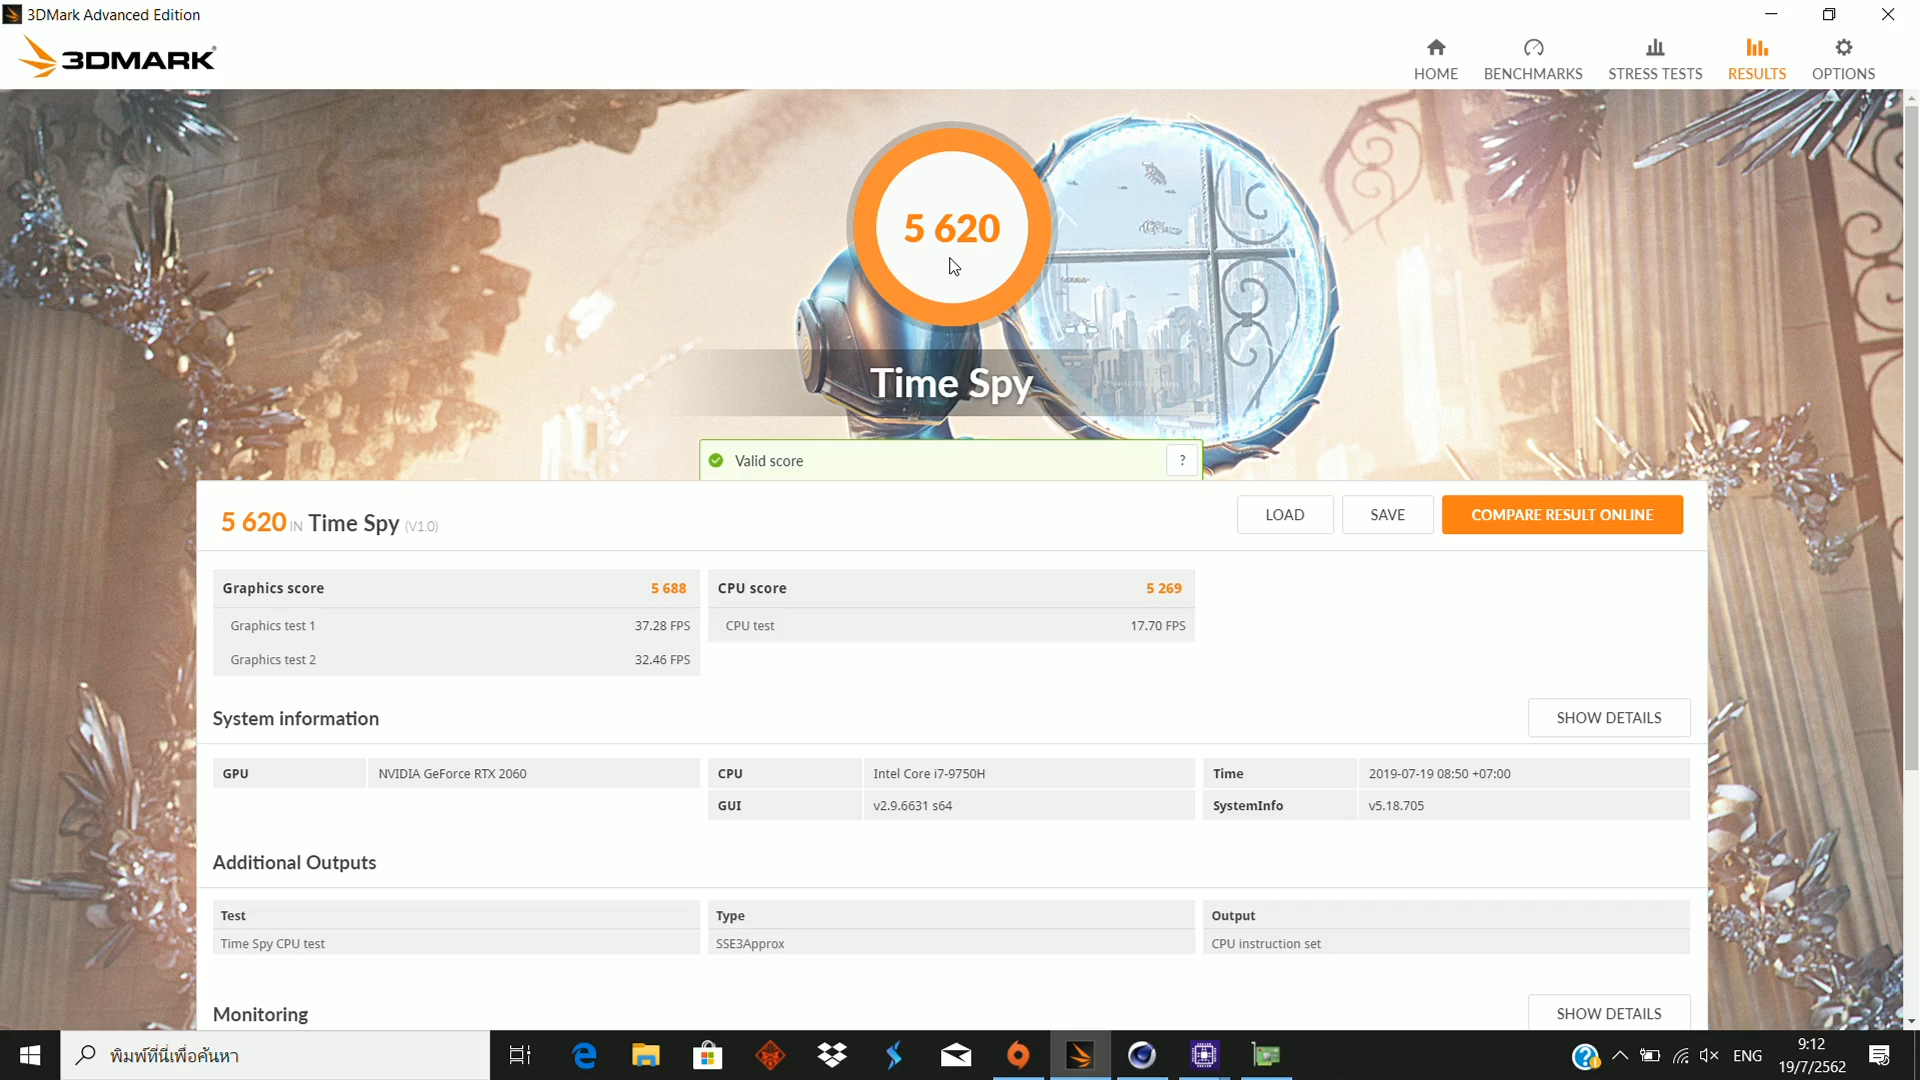 3DMark Advanced Edition
3DMARK
HOME
BENCHMARKS
STRESS TESTS
RESULTS
OPTIONS
5 620
Time Spy
Valid score
?
5 620 IN Time Spy (V1.0)
LOAD
SAVE
COMPARE RESULT ONLINE
Graphics score 5 688
Graphics test 1 37.28 FPS
Graphics test 2 32.46 FPS
CPU score 5 269
CPU test 17.70 FPS
System information
SHOW DETAILS
GPU NVIDIA GeForce RTX 2060
CPU Intel Core i7-9750H
GUI v2.9.6631 s64
Time 2019-07-19 08:50 +07:00
SystemInfo v5.18.705
Additional Outputs
Test Type Output
Time Spy CPU test SSE3Approx CPU instruction set
Monitoring
SHOW DETAILS
พิมพ์ที่นี่เพื่อค้นหา
ENG
9:12
19/7/2562